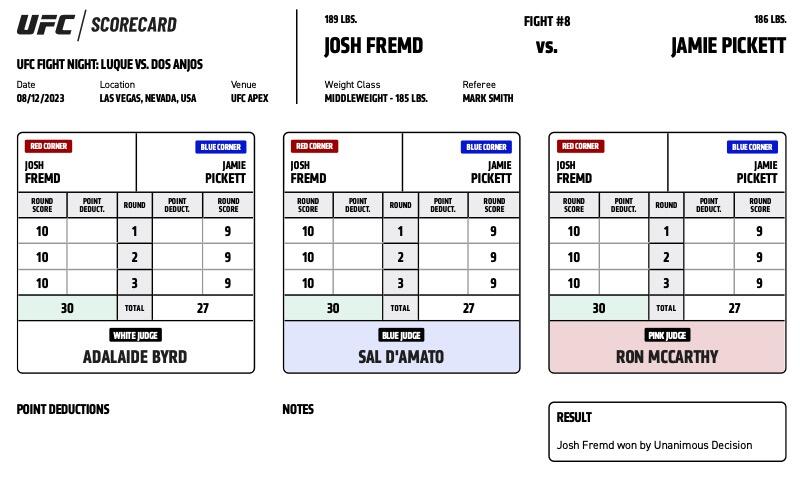 UFC / SCORECARD
UFC FIGHT NIGHT: LUQUE VS. DOS ANJOS
Date Location Venue
08/12/2023 LAS VEGAS, NEVADA, USA UFC APEX
189 LBS. FIGHT #8 186 LBS.
JOSH FREMD vs. JAMIE PICKETT
Weight Class Referee
MIDDLEWEIGHT - 185 LBS. MARK SMITH
RED CORNER BLUE CORNER
JOSH JAMIE
FREMD PICKETT
ROUND POINT ROUND POINT ROUND
SCORE DEDUCT. DEDUCT. SCORE
10 1 9
10 2 9
10 3 9
30 TOTAL 27
WHITE JUDGE
ADALAIDE BYRD
RED CORNER BLUE CORNER
JOSH JAMIE
FREMD PICKETT
ROUND POINT ROUND POINT ROUND
SCORE DEDUCT. DEDUCT. SCORE
10 1 9
10 2 9
10 3 9
30 TOTAL 27
BLUE JUDGE
SAL D'AMATO
RED CORNER BLUE CORNER
JOSH JAMIE
FREMD PICKETT
ROUND POINT ROUND POINT ROUND
SCORE DEDUCT. DEDUCT. SCORE
10 1 9
10 2 9
10 3 9
30 TOTAL 27
PINK JUDGE
RON MCCARTHY
POINT DEDUCTIONS
NOTES
RESULT
Josh Fremd won by Unanimous Decision